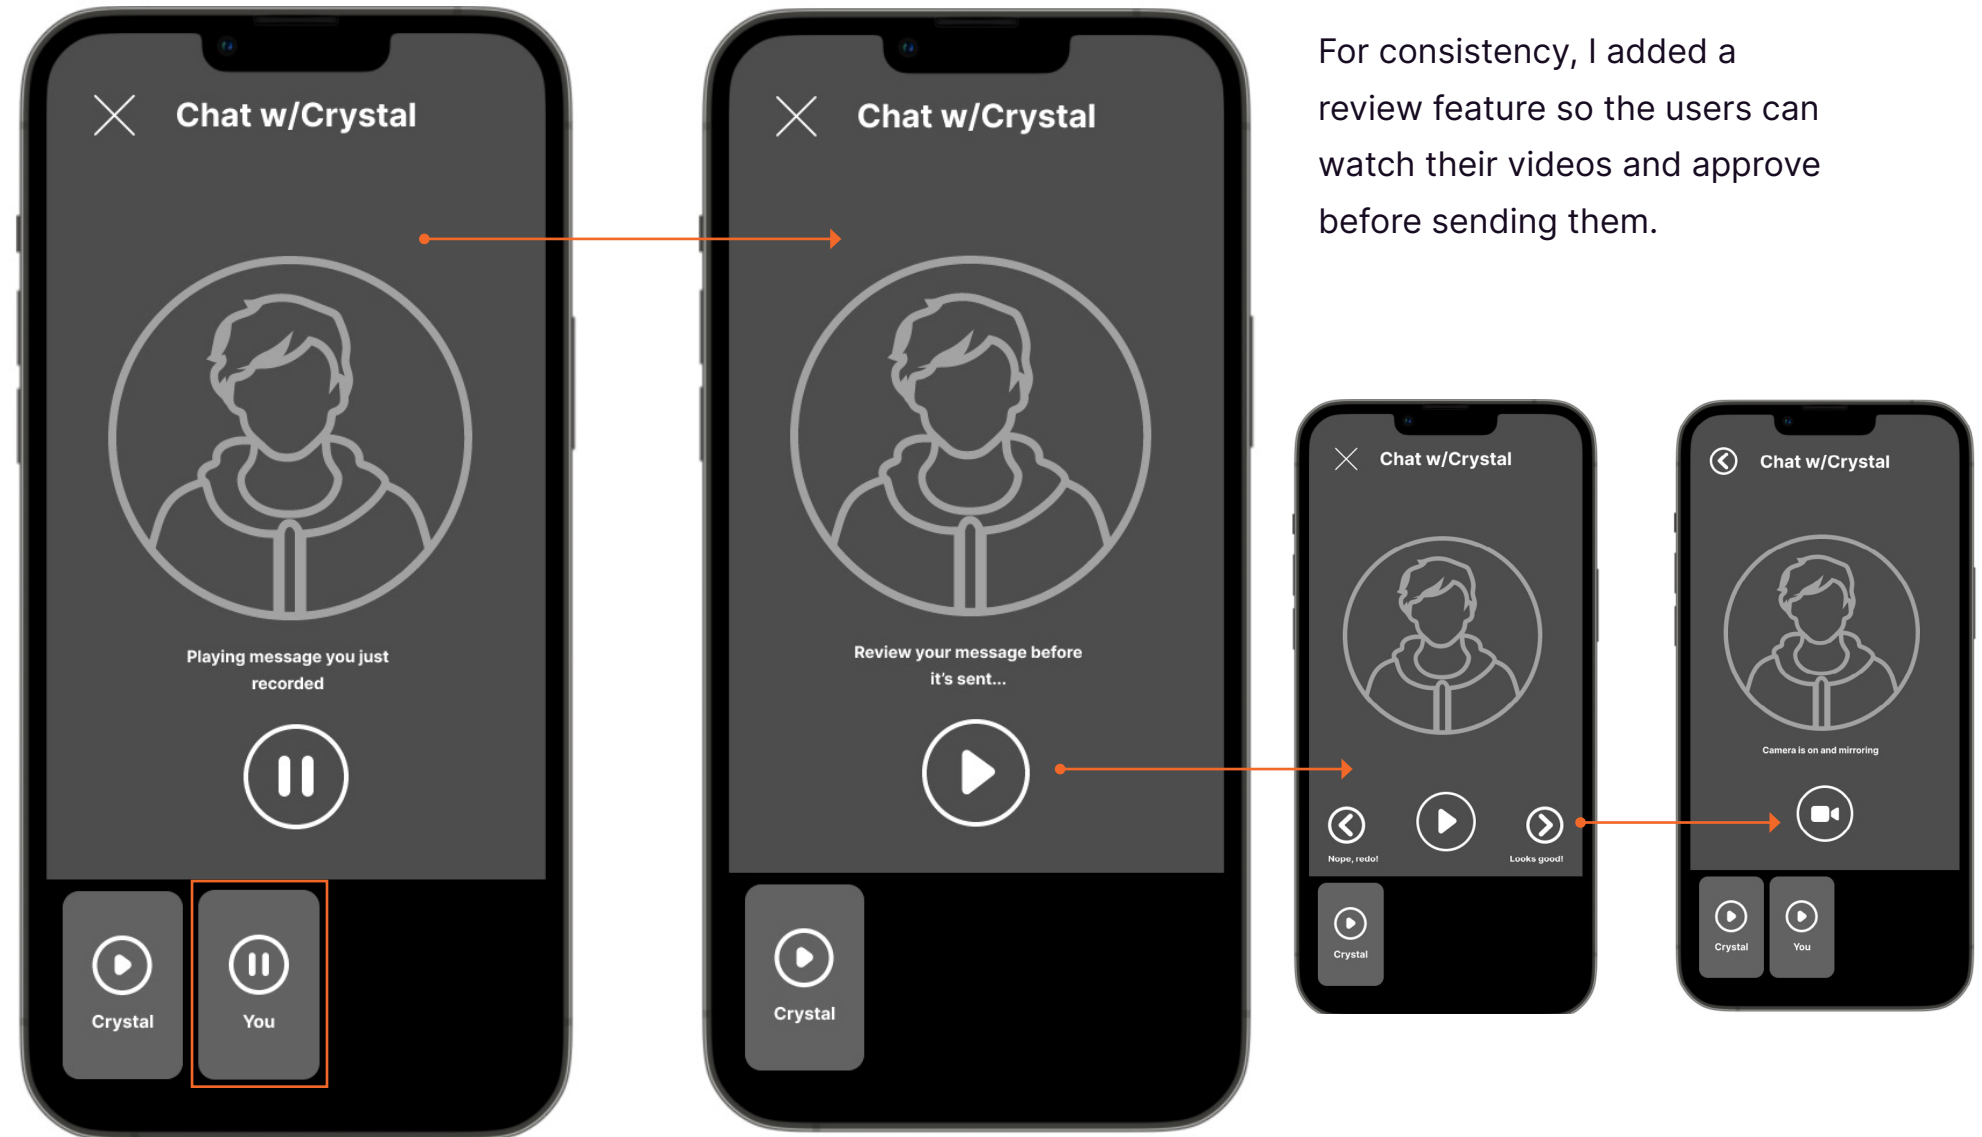 Chat w/Crystal
Playing message you just
recorded
Crystal
You
Chat w/Crystal
Review your message before
it's sent...
Crystal
For consistency, I added a
review feature so the users can
watch their videos and approve
before sending them.
Chat w/Crystal
Nope, redo!
Looks good!
Crystal
Chat w/Crystal
Camera is on and mirroring
Crystal
You